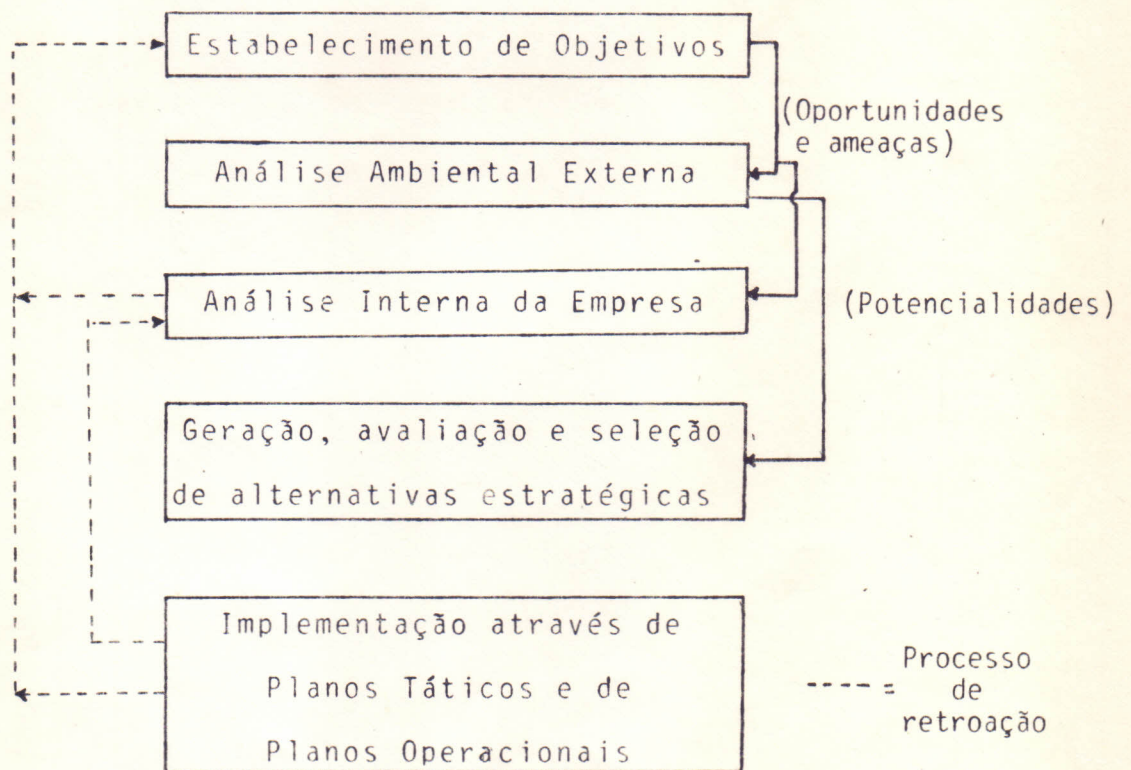 Estabelecimento de Objetivos
(Oportunidades
e ameaças)
Análise Ambiental Externa
Análise Interna da Empresa
(Potencialidades)
Geração, avaliação e seleção
de alternativas estratégicas
Implementação através de
Planos Táticos e de
Planos Operacionais
---- = Processo
de
retroação